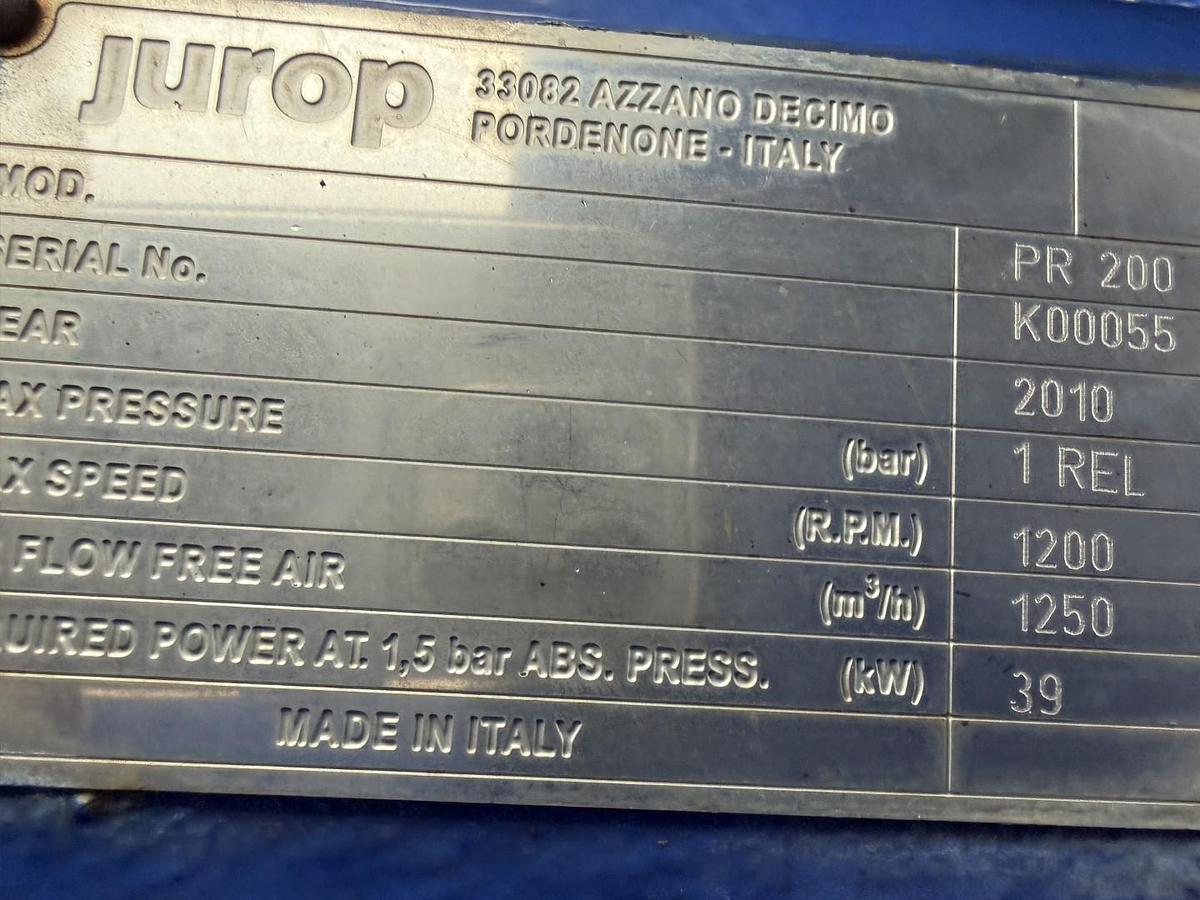 jurop
33082 AZZANO DECIMO
PORDENONE - ITALY
MOD. PR 200
SERIAL No. K00055
EAR 2010
AX PRESSURE (bar) 1 REL
X SPEED (R.P.M.) 1200
FLOW FREE AIR (m³/h) 1250
UIRED POWER AT. 1,5 bar ABS. PRESS. (kW) 39
MADE IN ITALY